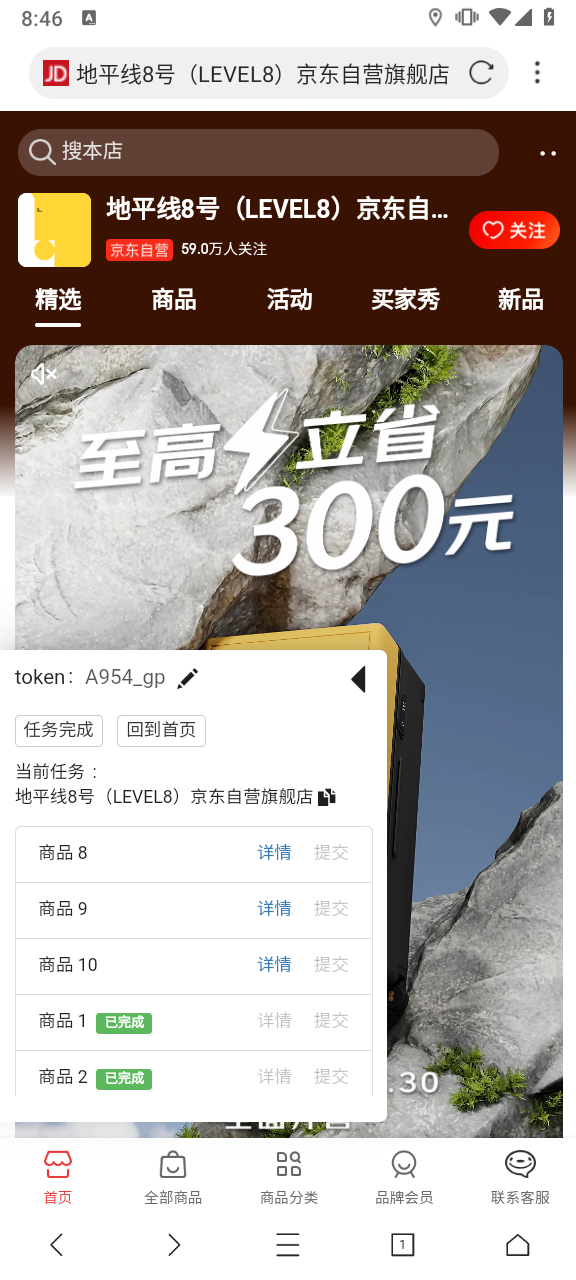 8:46
地平线8号（LEVEL8）京东自营旗舰店
搜本店
地平线8号（LEVEL8）京东自...
京东自营 59.0万人关注
关注
精选 商品 活动 买家秀 新品
至高立省
300元
token: A954_gp
任务完成 回到首页
当前任务 :
地平线8号（LEVEL8）京东自营旗舰店
商品 8 详情 提交
商品 9 详情 提交
商品 10 详情 提交
商品 1 已完成 详情 提交
商品 2 已完成 详情 提交
.30
首页 全部商品 商品分类 品牌会员 联系客服
1